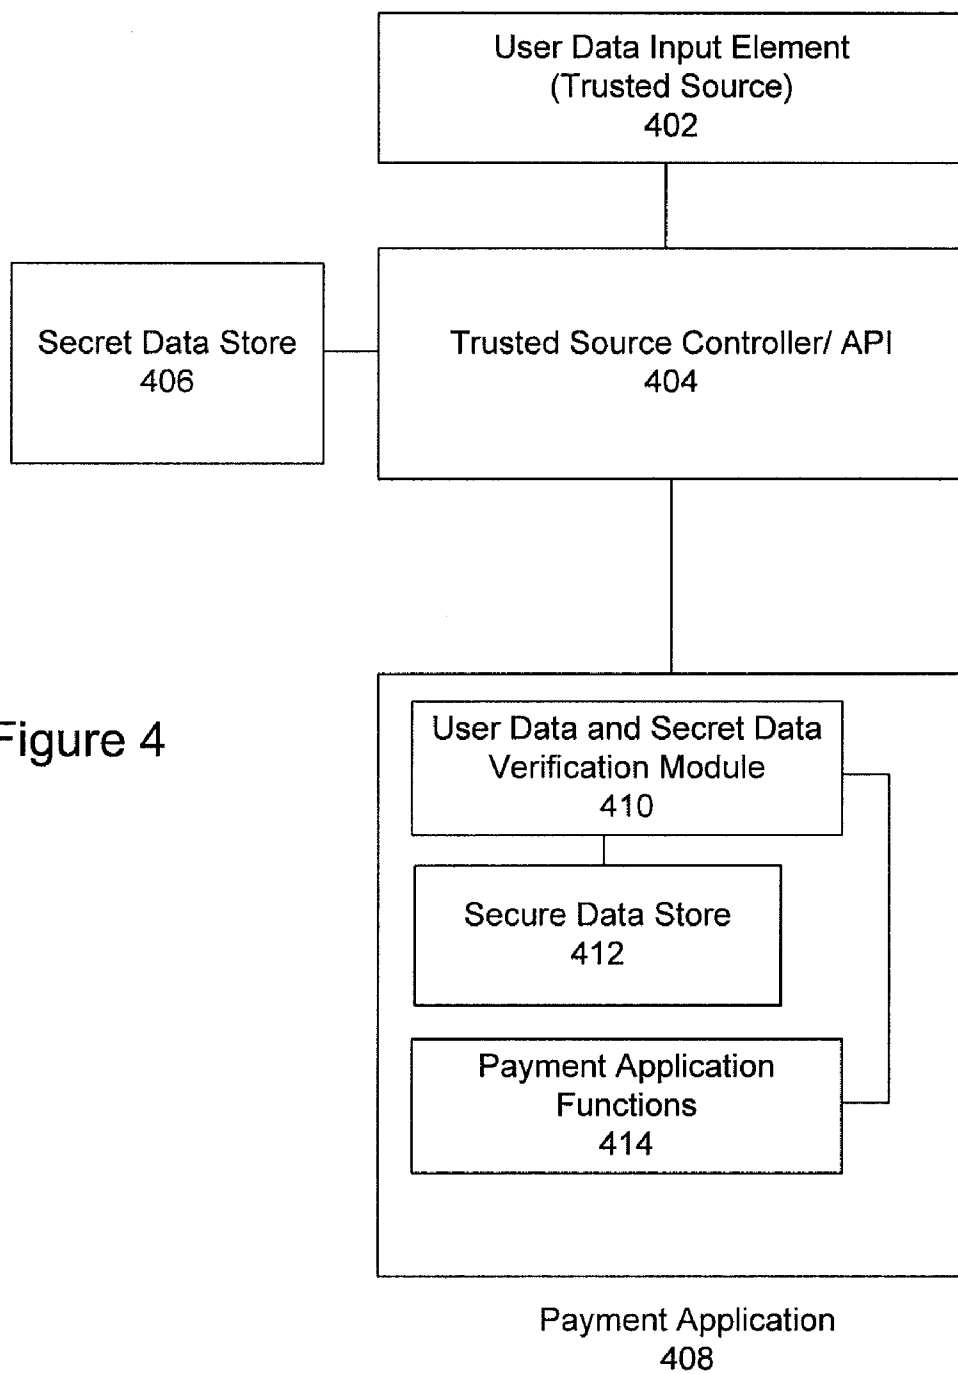 User Data Input Element
(Trusted Source)
402
Secret Data Store
406
Trusted Source Controller/ API
404
Figure 4
User Data and Secret Data
Verification Module
410
Secure Data Store
412
Payment Application
Functions
414
Payment Application
408